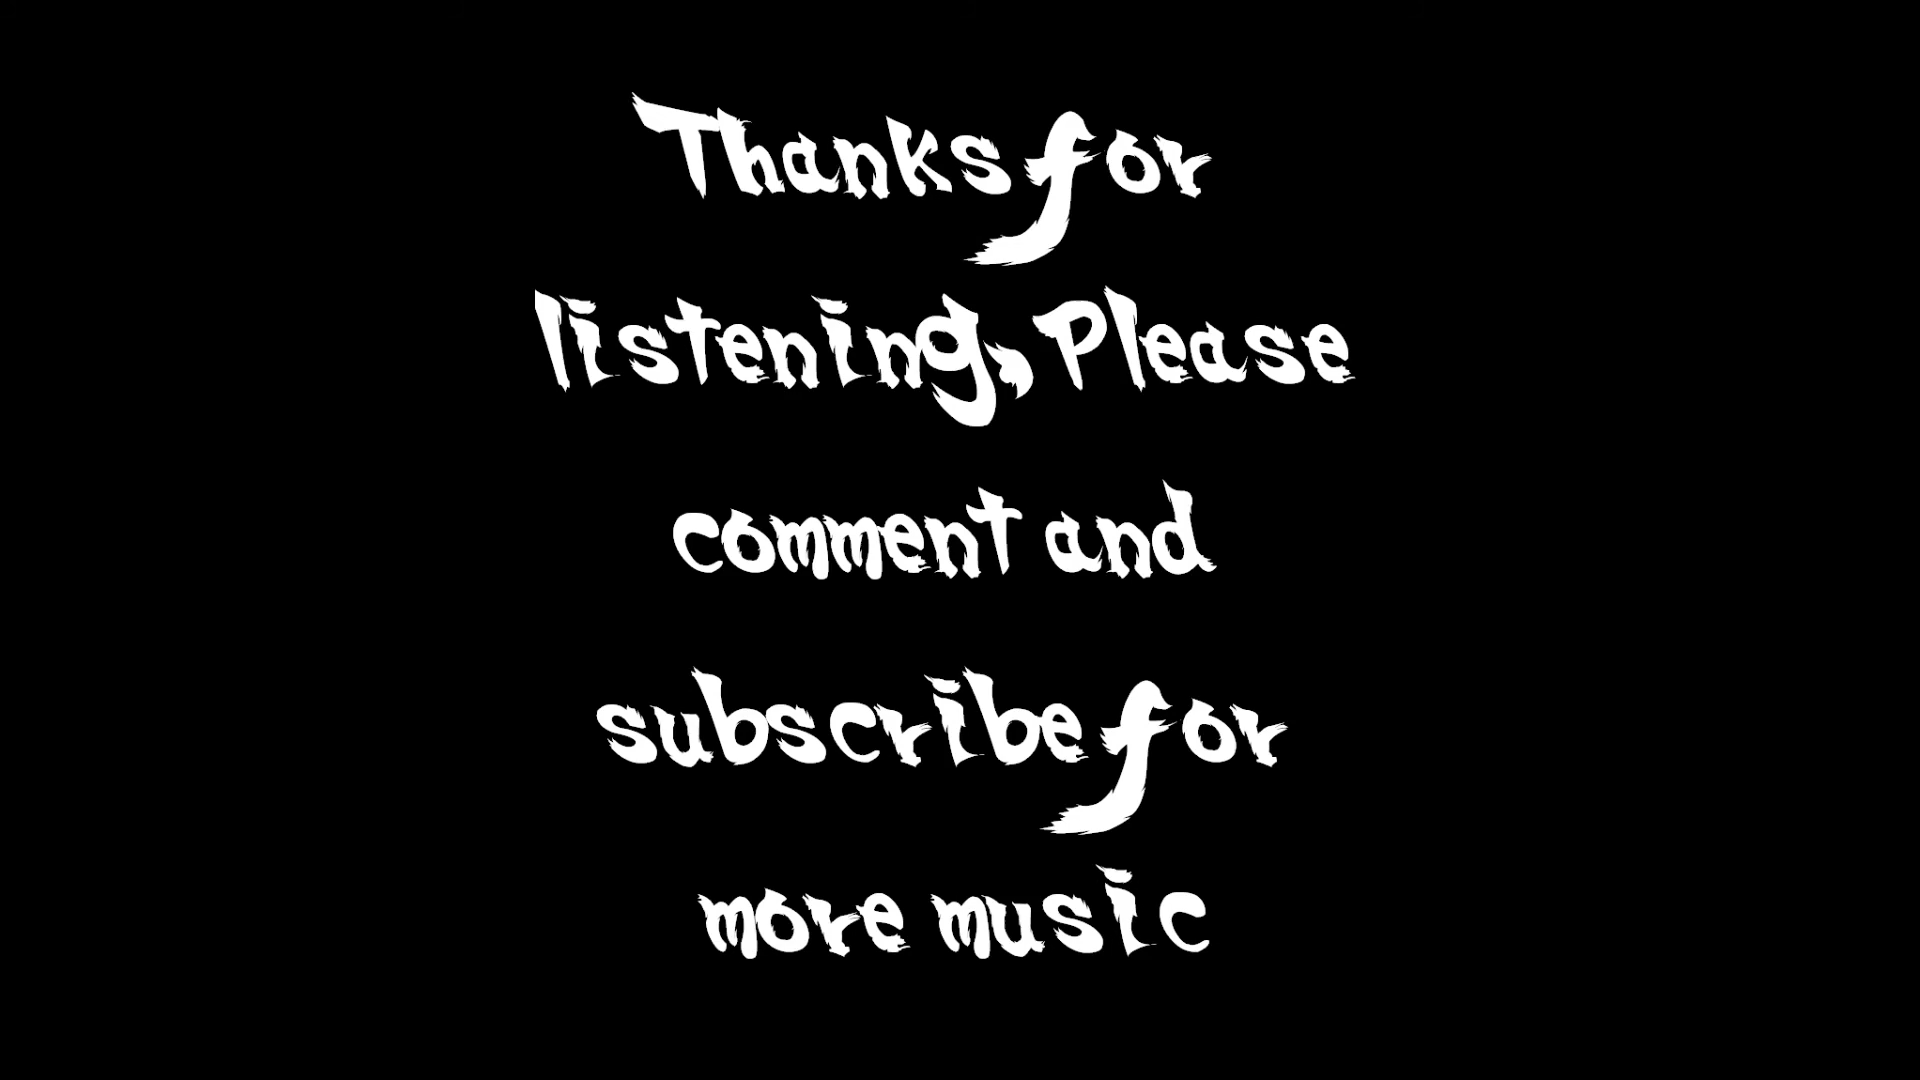 Thanks for
listening, Please
comment and
subscribe for
more music